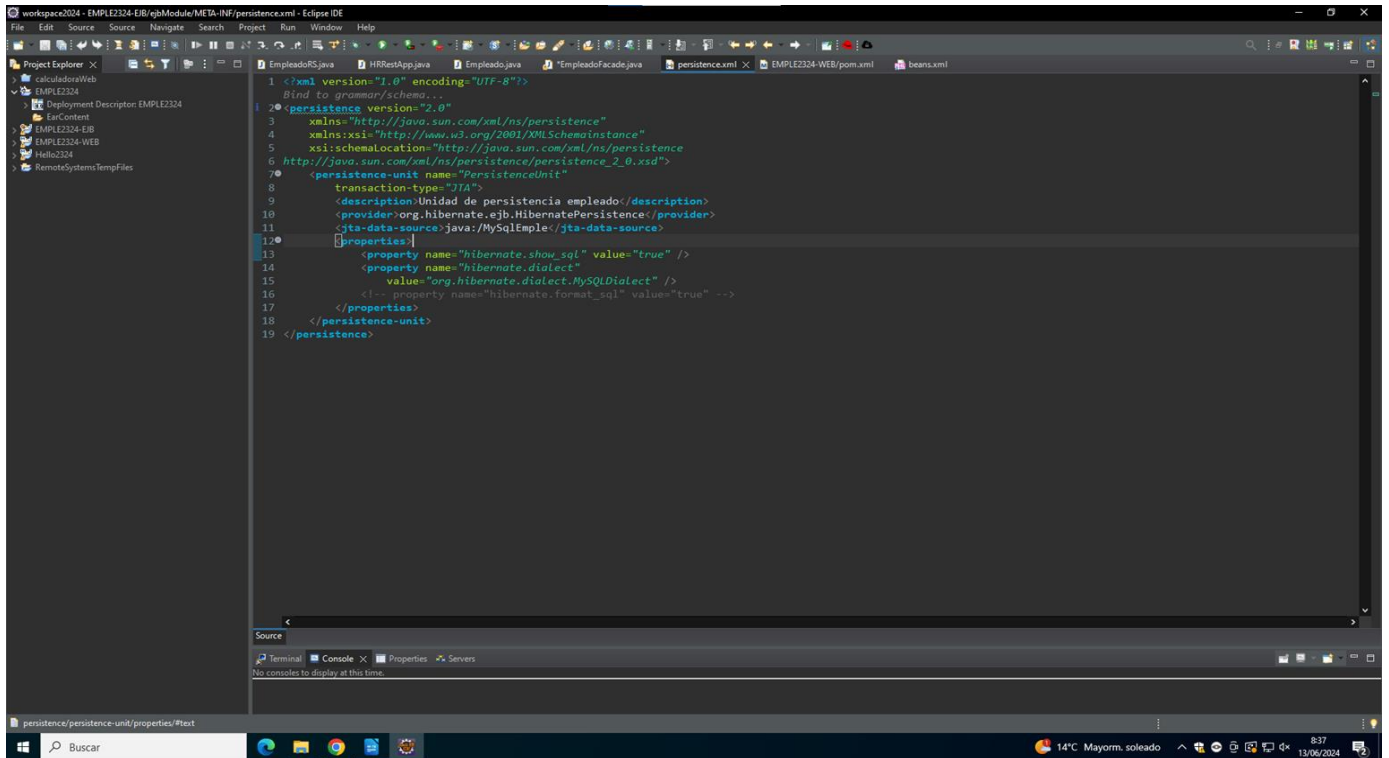 workspace2024 - EMPLE2324-EJB/ejbModule/META-INF/persistence.xml - Eclipse IDE
File Edit Source Source Navigate Search Project Run Window Help
Project Explorer
EmpleadoRS.java HRRestApp.java Empleado.java *EmpleadoFacade.java persistence.xml EMPLE2324-WEB/pom.xml beans.xml
calculadoraWeb
EMPLE2324
Deployment Descriptor: EMPLE2324
EarContent
EMPLE2324-EJB
EMPLE2324-WEB
Hello2324
RemoteSystemsTempFiles
1 <?xml version="1.0" encoding="UTF-8"?>
Bind to grammar/schema...
2 <persistence version="2.0"
3 xmlns="http://java.sun.com/xml/ns/persistence"
4 xmlns:xsi="http://www.w3.org/2001/XMLSchemainstance"
5 xsi:schemaLocation="http://java.sun.com/xml/ns/persistence
6 http://java.sun.com/xml/ns/persistence/persistence_2_0.xsd">
7 <persistence-unit name="PersistenceUnit"
8 transaction-type="JTA">
9 <description>Unidad de persistencia empleado</description>
10 <provider>org.hibernate.ejb.HibernatePersistence</provider>
11 <jta-data-source>java:/MySqlEmple</jta-data-source>
12 <properties>
13 <property name="hibernate.show_sql" value="true" />
14 <property name="hibernate.dialect"
15 value="org.hibernate.dialect.MySQLDialect" />
16 <!-- property name="hibernate.format_sql" value="true" -->
17 </properties>
18 </persistence-unit>
19 </persistence>
Source
Terminal Console Properties Servers
No consoles to display at this time.
persistence/persistence-unit/properties/#text
Buscar
14°C Mayorm. soleado
8:37
13/06/2024
2